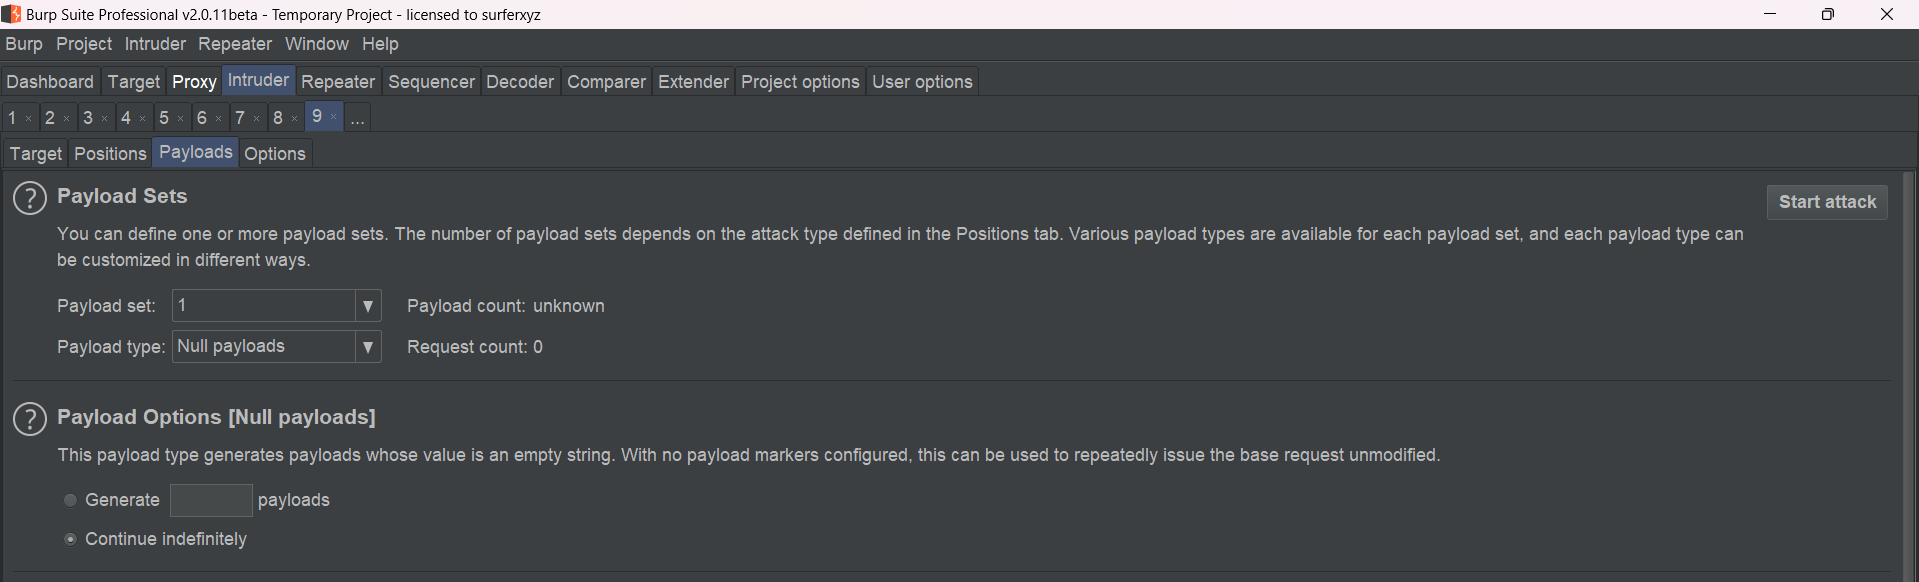 Burp Suite Professional v2.0.11beta - Temporary Project - licensed to surferxyz
Burp Project Intruder Repeater Window Help
Dashboard Target Proxy Intruder Repeater Sequencer Decoder Comparer Extender Project options User options
1 × 2 × 3 × 4 × 5 × 6 × 7 × 8 × 9 × ...
Target Positions Payloads Options
? Payload Sets
Start attack
You can define one or more payload sets. The number of payload sets depends on the attack type defined in the Positions tab. Various payload types are available for each payload set, and each payload type can
be customized in different ways.
Payload set: 1 Payload count: unknown
Payload type: Null payloads Request count: 0
? Payload Options [Null payloads]
This payload type generates payloads whose value is an empty string. With no payload markers configured, this can be used to repeatedly issue the base request unmodified.
Generate payloads
Continue indefinitely